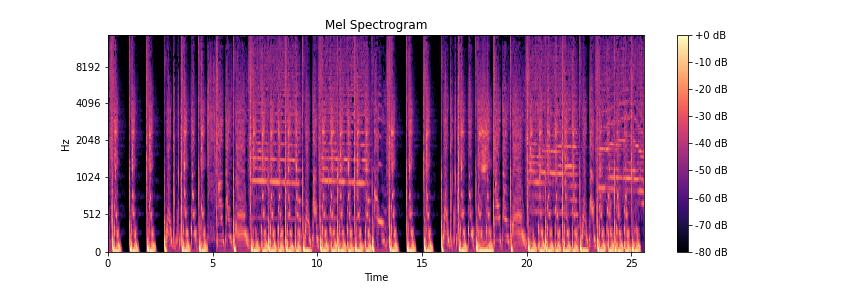 Mel Spectrogram
Hz
8192
4096
2048
1024
512
0
0 5 10 15 20 25
Time
+0 dB
-10 dB
-20 dB
-30 dB
-40 dB
-50 dB
-60 dB
-70 dB
-80 dB